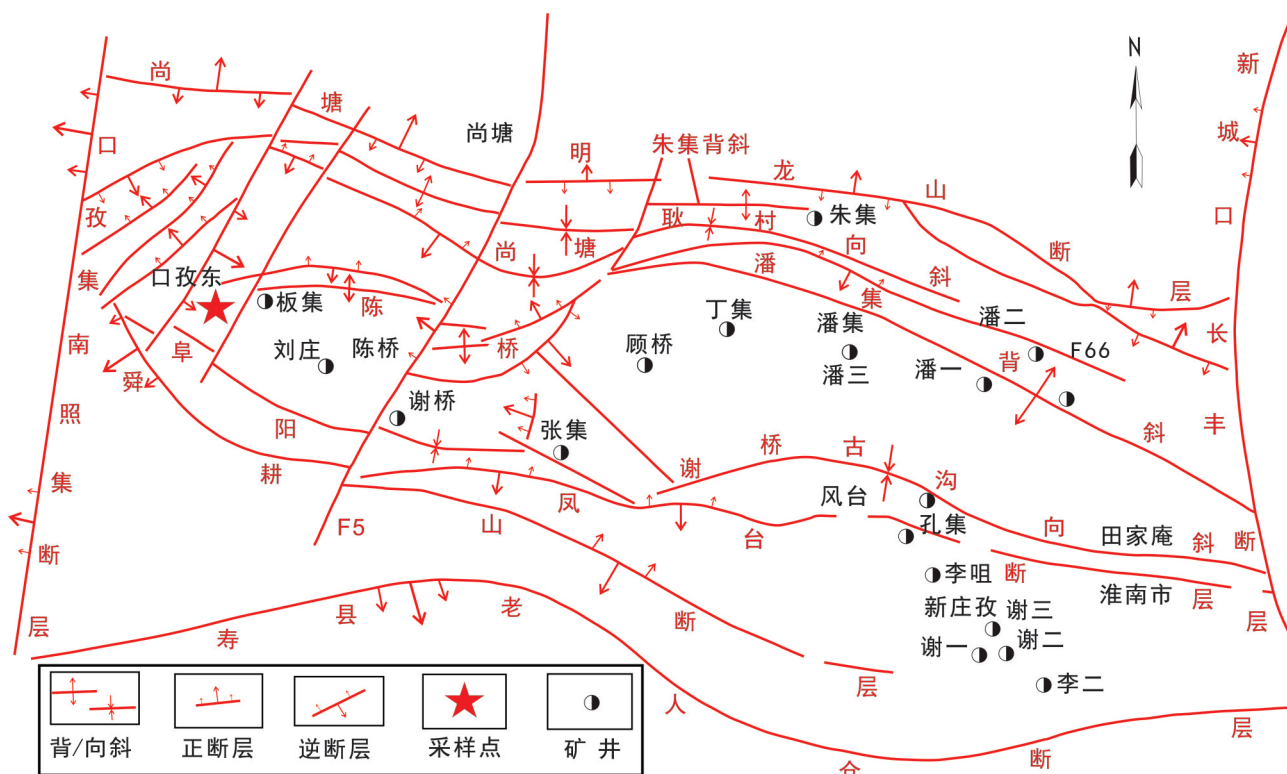 N
尚塘
明
朱集背斜
龙山断层
新城口长丰断层
口孜集南照集断层
尚塘
耿村向斜
朱集
口孜东
板集
陈桥
潘集背斜
丁集
潘集
潘三
潘二
F66
潘一
刘庄
陈桥
顾桥
谢桥
张集
舜耕山断层
阜阳凤台断层
谢桥古沟向斜
风台
孔集
田家庵
F5
李咀
淮南市
新庄孜
谢三
谢一
谢二
李二
寿县老人仓断层
背/向斜
正断层
逆断层
采样点
矿 井
尚塘